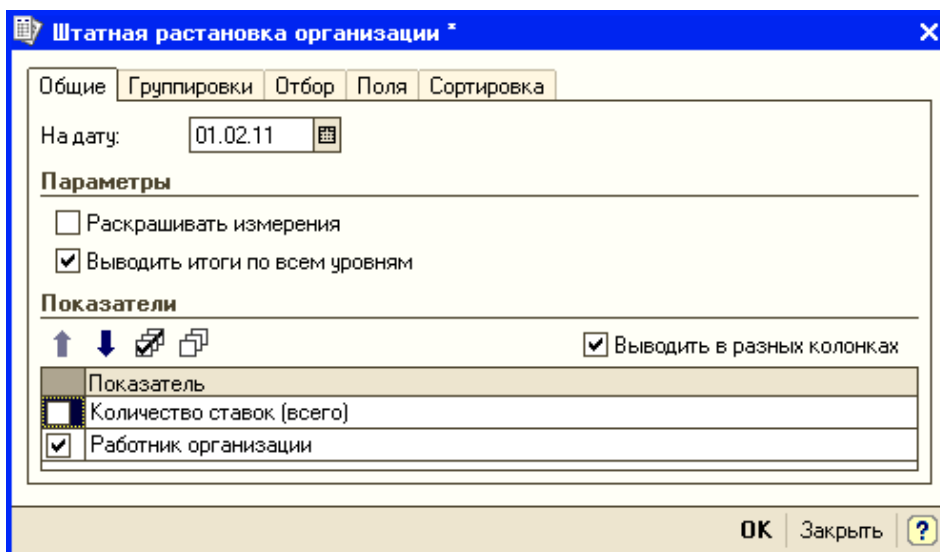 Штатная растановка организации *
Общие Группировки Отбор Поля Сортировка
На дату: 01.02.11
Параметры
Раскрашивать измерения
Выводить итоги по всем уровням
Показатели
Выводить в разных колонках
Показатель
Количество ставок (всего)
Работник организации
OK Закрыть ?